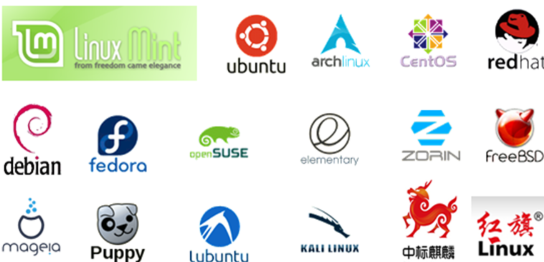 Linux Mint
from freedom came elegance
ubuntu
archlinux
CentOS
redhat
debian
fedora
openSUSE
elementary
ZORIN
FreeBSD
mageia
Puppy
Lubuntu
KALI LINUX
中标麒麟
红旗®
Linux